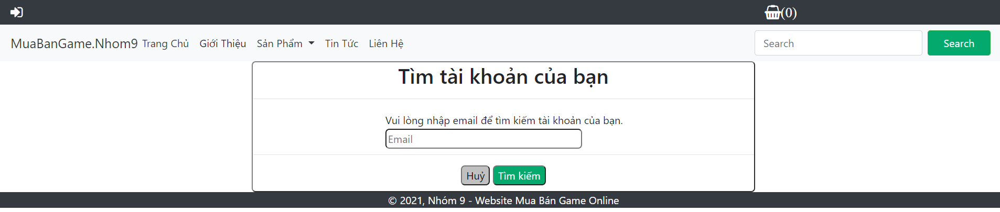 (0)
MuaBanGame.Nhom9 Trang Chủ Giới Thiệu Sản Phẩm Tin Tức Liên Hệ Search Search
Tìm tài khoản của bạn
Vui lòng nhập email để tìm kiếm tài khoản của bạn.
Email
Huỷ Tìm kiếm
© 2021, Nhóm 9 - Website Mua Bán Game Online